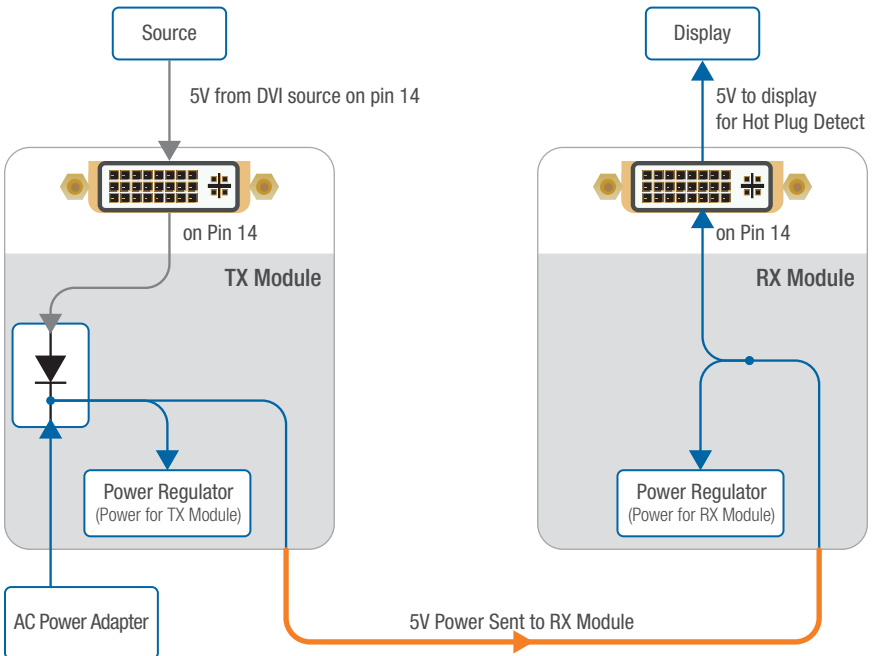 Source
Display
5V from DVI source on pin 14
5V to display
for Hot Plug Detect
on Pin 14
on Pin 14
TX Module
RX Module
Power Regulator
(Power for TX Module)
Power Regulator
(Power for RX Module)
AC Power Adapter
5V Power Sent to RX Module